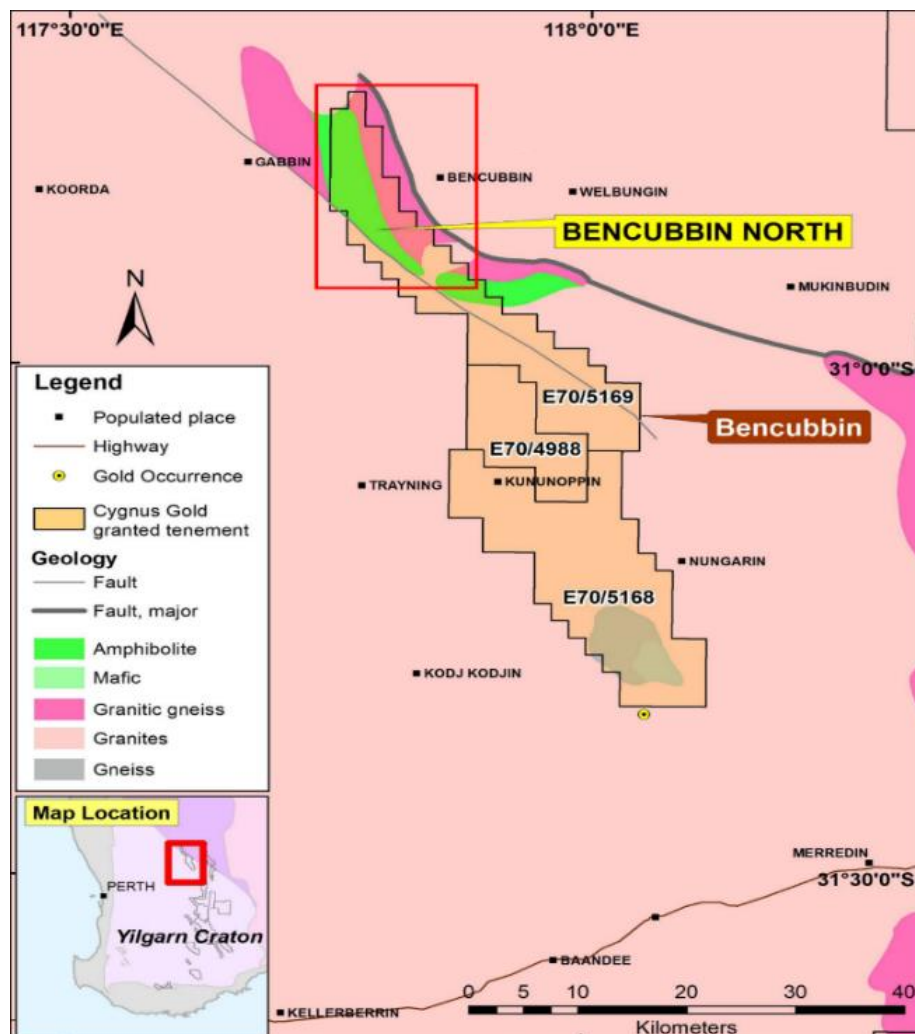 117°30'0"E
118°0'0"E
GABBIN
KOORDA
BENCUBBIN
WELBUNGIN
BENCUBBIN NORTH
MUKINBUDIN
N
31°0'0"S
E70/5169
Bencubbin
E70/4988
TRAYNING
KUNUNOPPIN
NUNGARIN
E70/5168
KODJ KODJIN
Legend
Populated place
Highway
Gold Occurrence
Cygnus Gold
granted tenement
Geology
Fault
Fault, major
Amphibolite
Mafic
Granitic gneiss
Granites
Gneiss
Map Location
PERTH
Yilgarn Craton
MERREDIN
31°30'0"S
BAANDEE
KELLERBERRIN
0 5 10 20 30 40
Kilometers